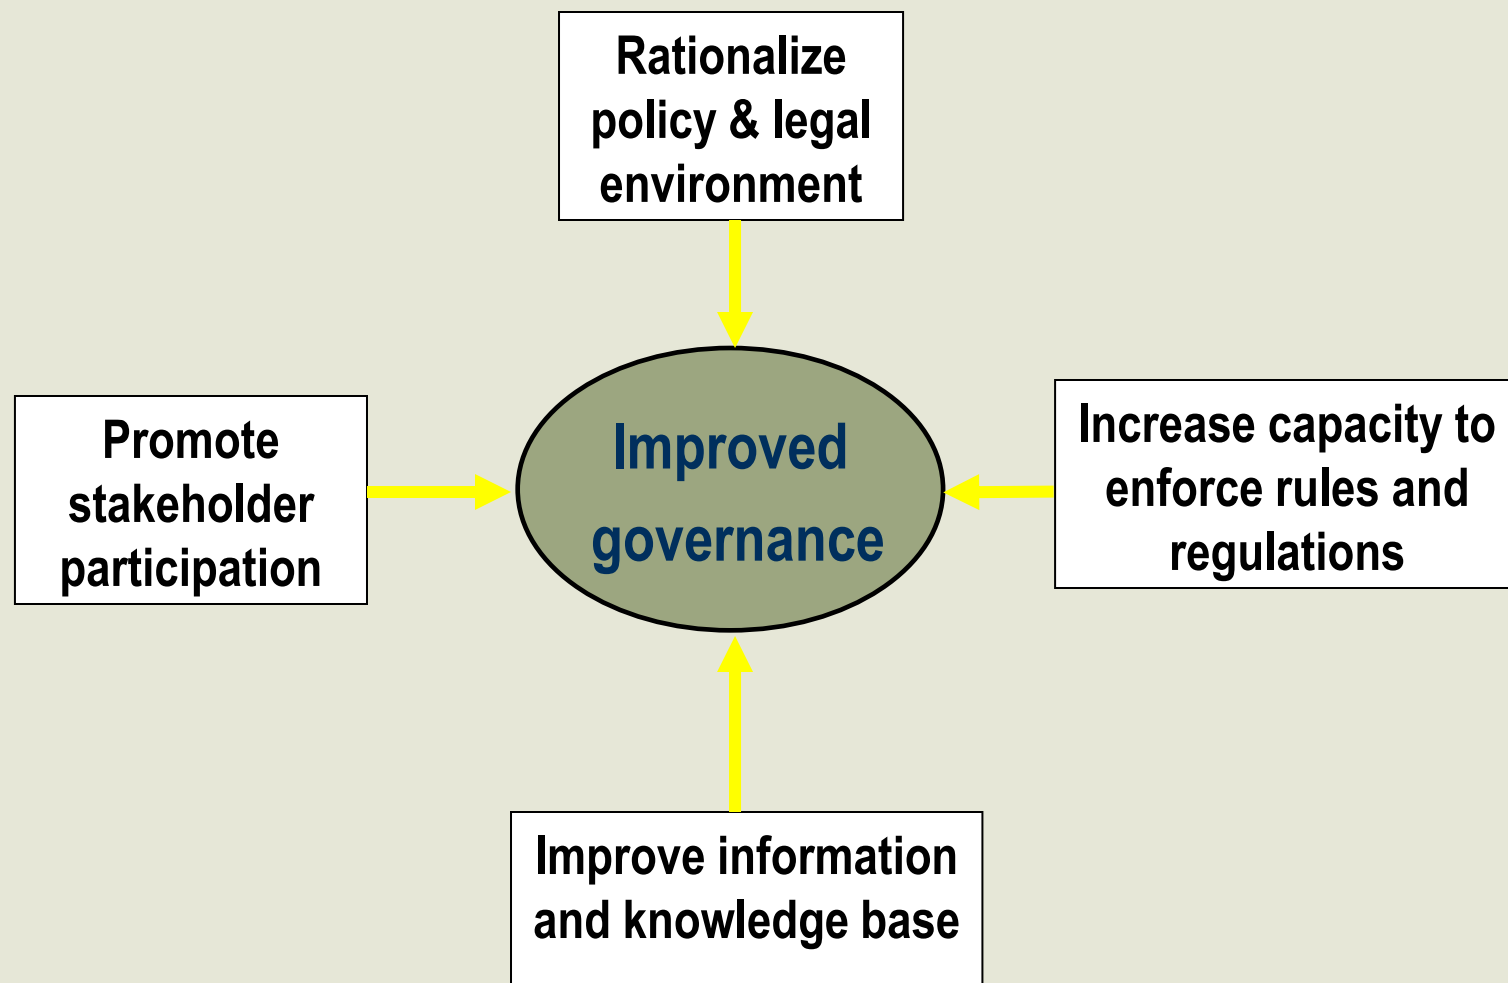 Rationalize
policy & legal
environment
Promote
stakeholder
participation
Improved
governance
Increase capacity to
enforce rules and
regulations
Improve information
and knowledge base